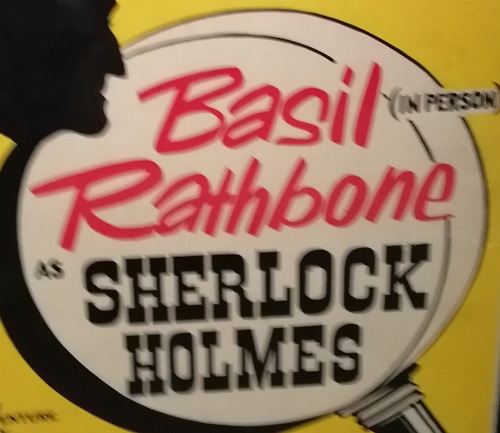 Basil
(IN PERSON)
Rathbone
AS
SHERLOCK
HOLMES